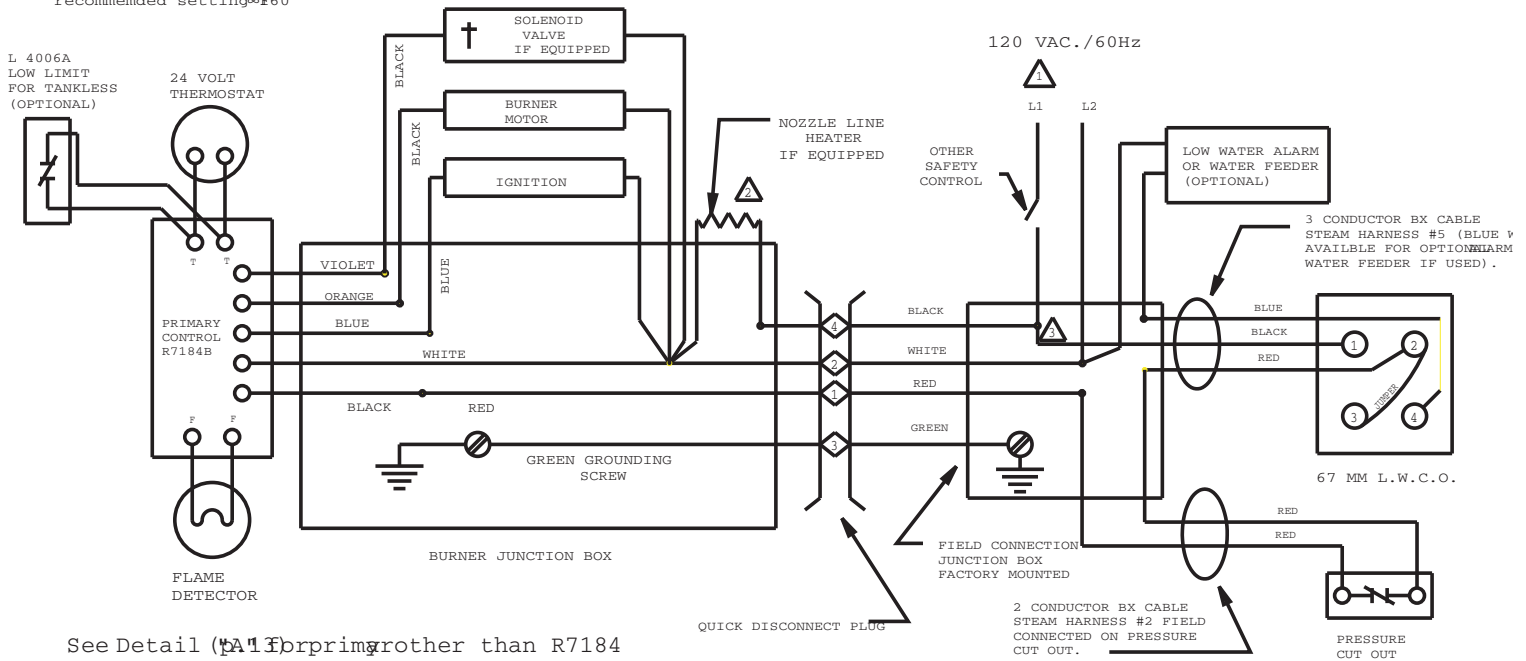 recommemded setting
L 4006A
LOW LIMIT
FOR TANKLESS
(OPTIONAL)
24 VOLT
THERMOSTAT
SOLENOID
VALVE
IF EQUIPPED
BLACK
BURNER
MOTOR
BLACK
IGNITION
BLUE
NOZZLE LINE
HEATER
IF EQUIPPED
2
120 VAC./60Hz
1
L1
L2
OTHER
SAFETY
CONTROL
LOW WATER ALARM
OR WATER FEEDER
(OPTIONAL)
3 CONDUCTOR BX CABLE
STEAM HARNESS #5 (BLUE W
AVAILBLE FOR
WATER FEEDER IF USED).
T
T
VIOLET
ORANGE
BLUE
PRIMARY
CONTROL
R7184B
WHITE
BLACK
RED
F
F
GREEN GROUNDING
SCREW
BURNER JUNCTION BOX
FLAME
DETECTOR
4
2
1
3
BLACK
WHITE
RED
GREEN
3
BLUE
BLACK
RED
1
2
3
4
JUMPER
67 MM L.W.C.O.
RED
RED
FIELD CONNECTION
JUNCTION BOX
FACTORY MOUNTED
QUICK DISCONNECT PLUG
2 CONDUCTOR BX CABLE
STEAM HARNESS #2 FIELD
CONNECTED ON PRESSURE
CUT OUT.
PRESSURE
CUT OUT
See Detail other than R7184